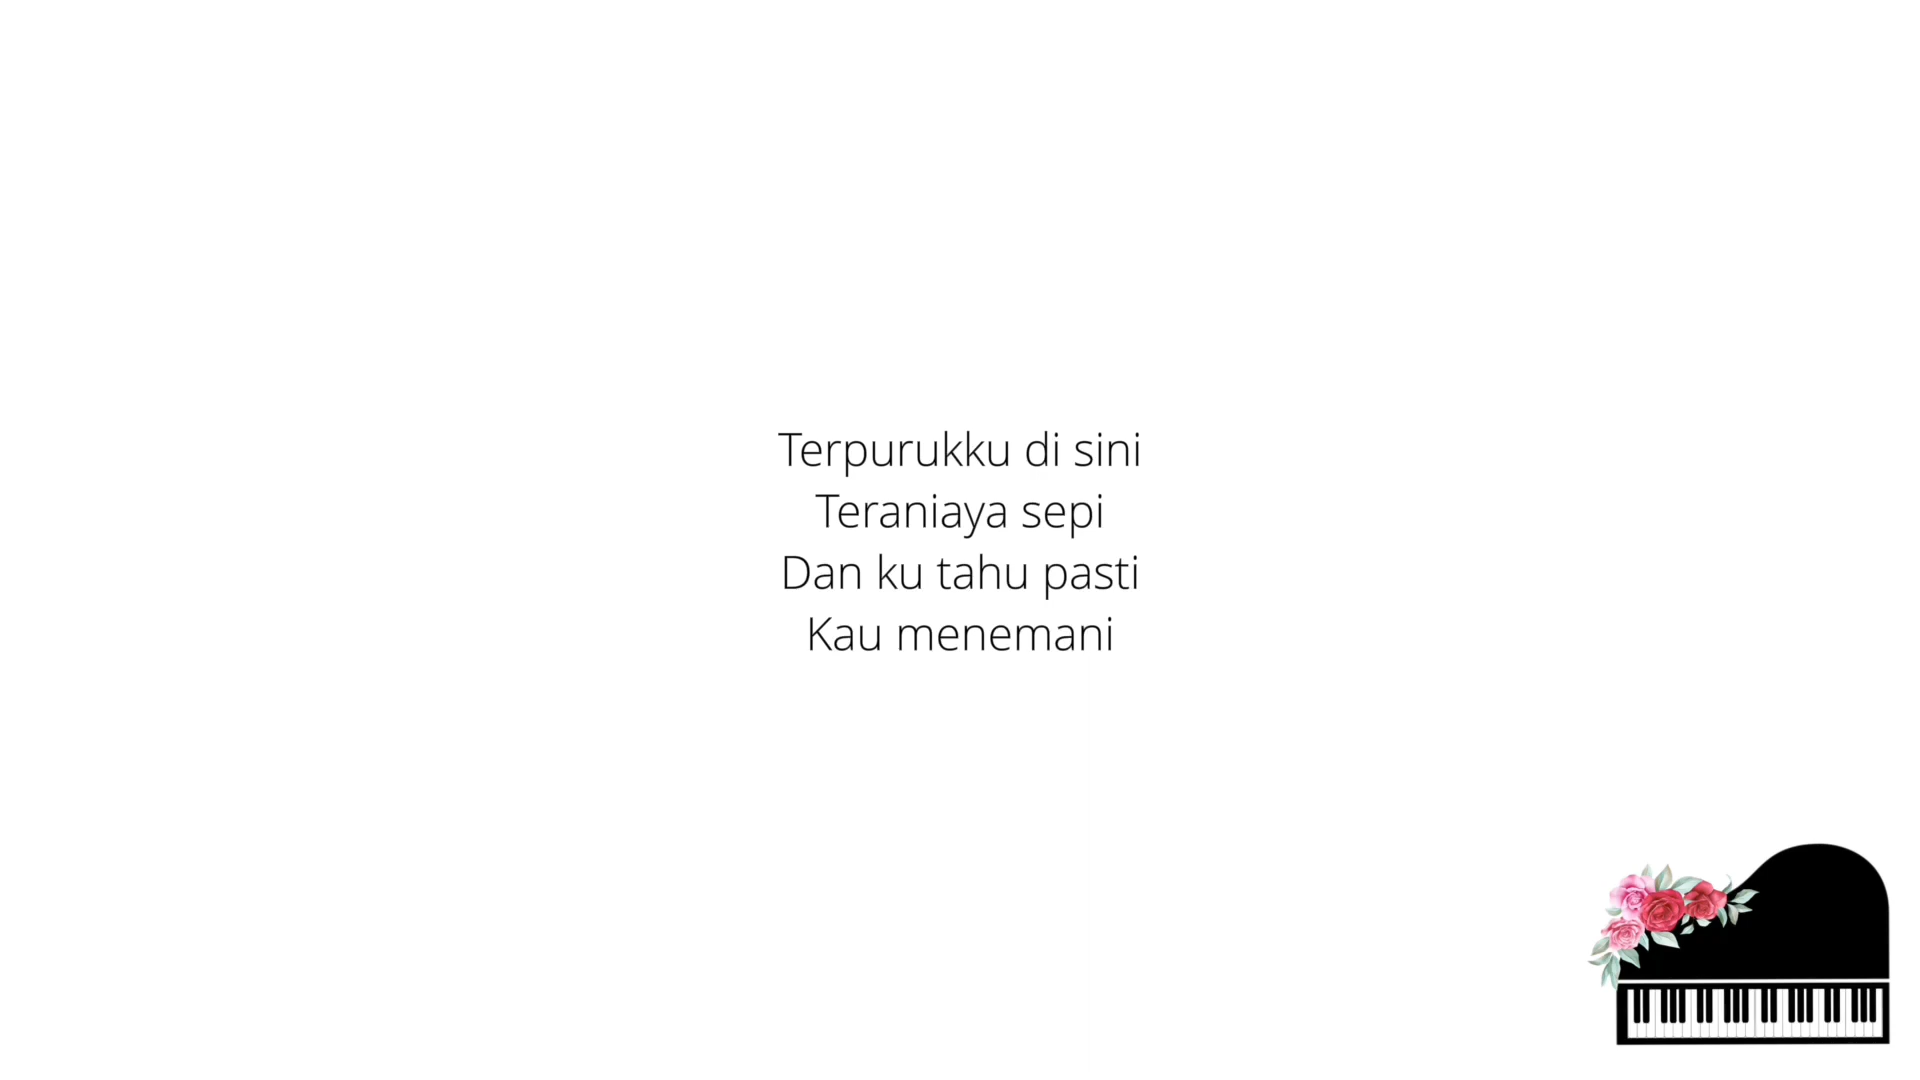 Terpurukku di sini
Teraniaya sepi
Dan ku tahu pasti
Kau menemani